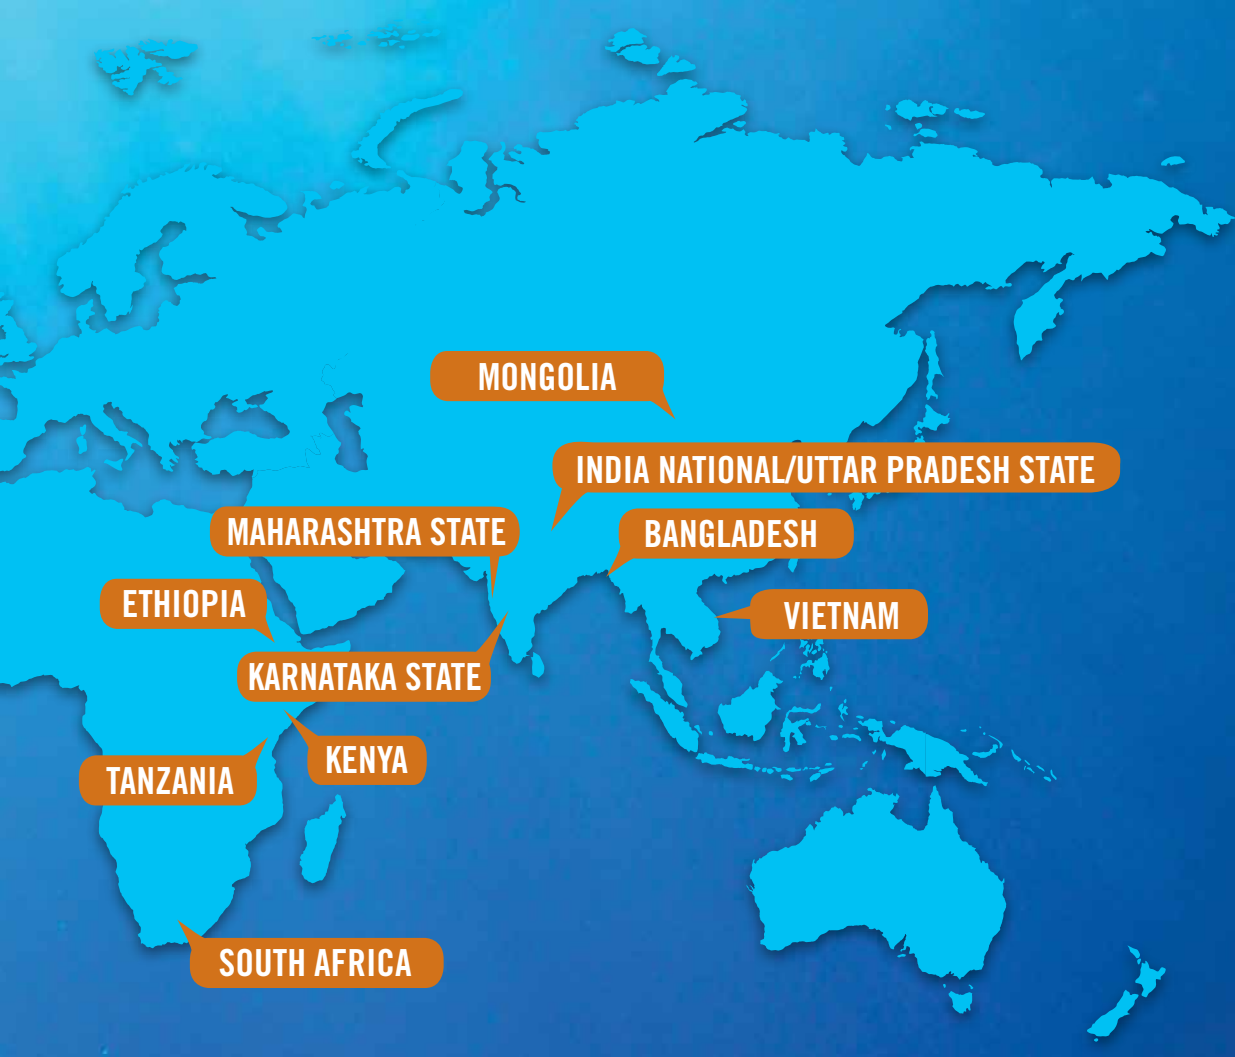 MONGOLIA
INDIA NATIONAL/UTTAR PRADESH STATE
MAHARASHTRA STATE
BANGLADESH
ETHIOPIA
VIETNAM
KARNATAKA STATE
KENYA
TANZANIA
SOUTH AFRICA